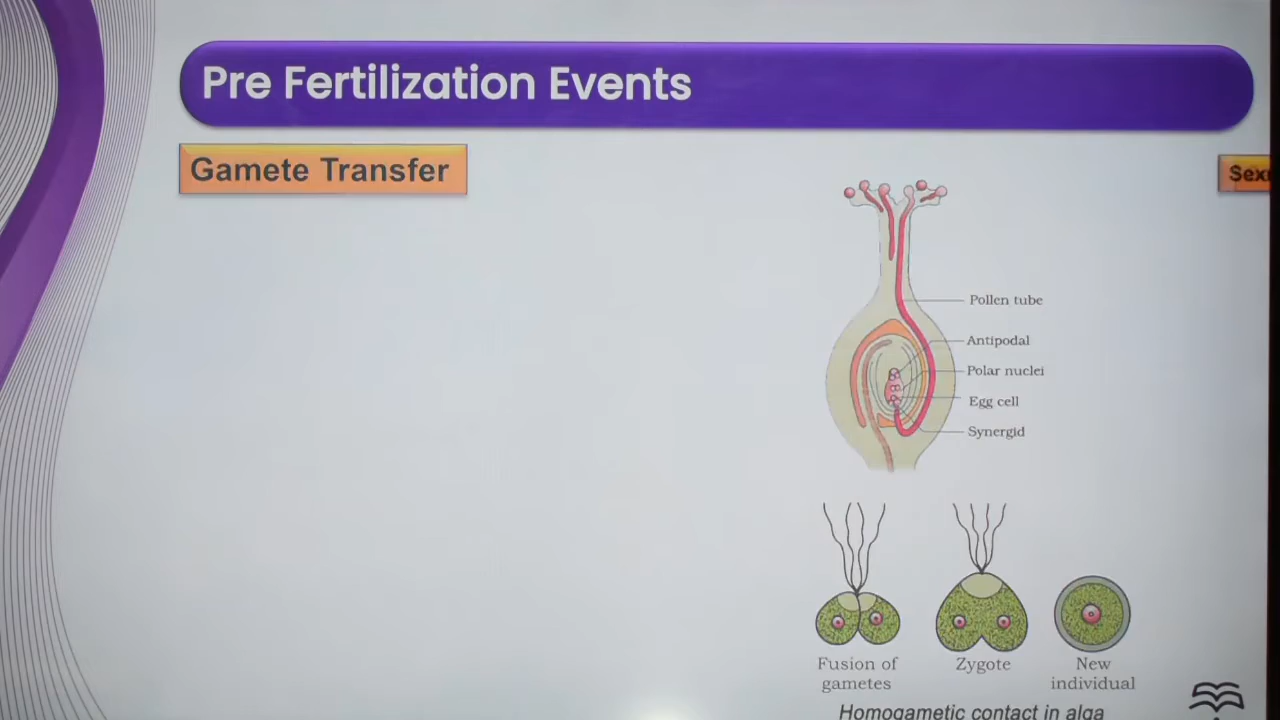 Pre Fertilization Events
Gamete Transfer
Pollen tube
Antipodal
Polar nuclei
Egg cell
Synergid
Fusion of
gametes
Zygote
New
individual
Homogametic contact in alga